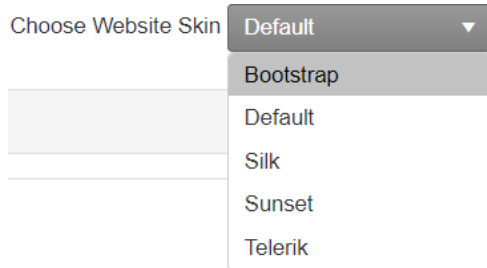 Choose Website Skin Default
Bootstrap
Default
Silk
Sunset
Telerik